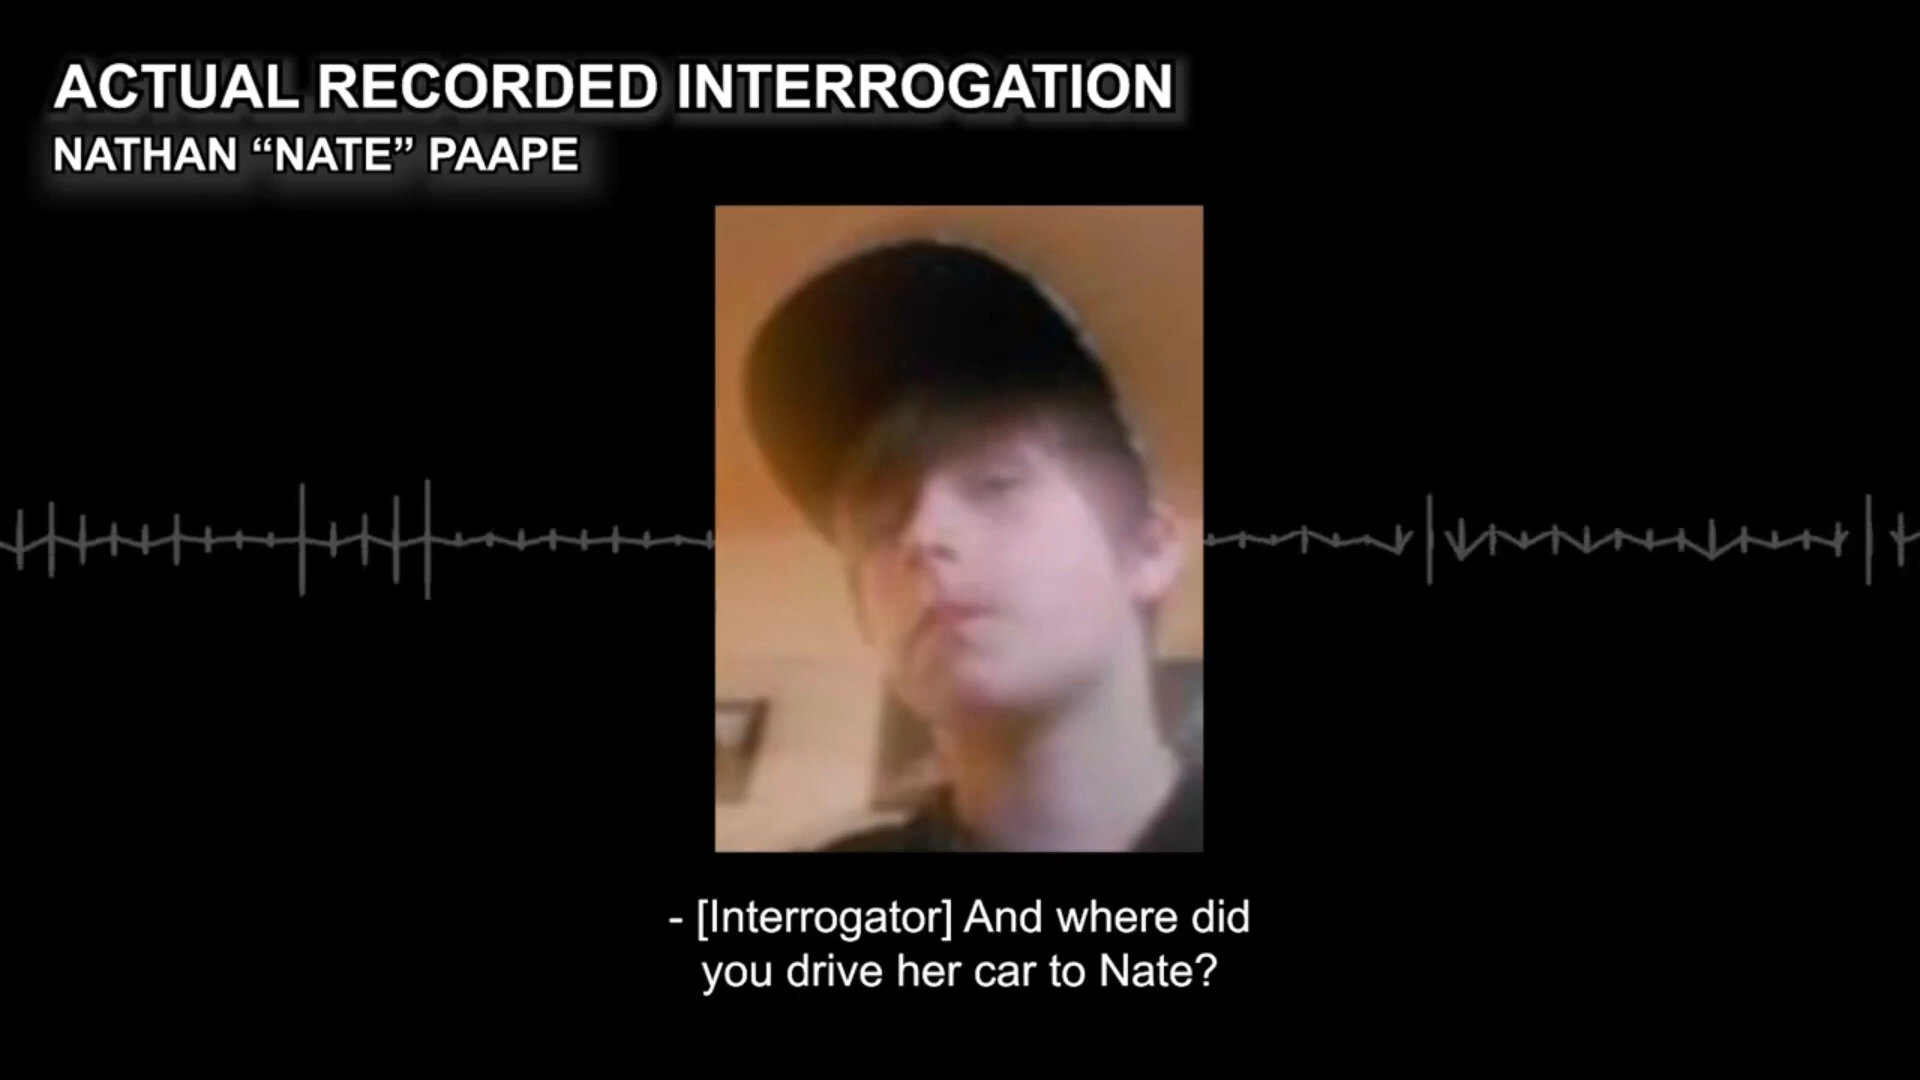 ACTUAL RECORDED INTERROGATION
NATHAN “NATE” PAAPE
- [Interrogator] And where did
you drive her car to Nate?